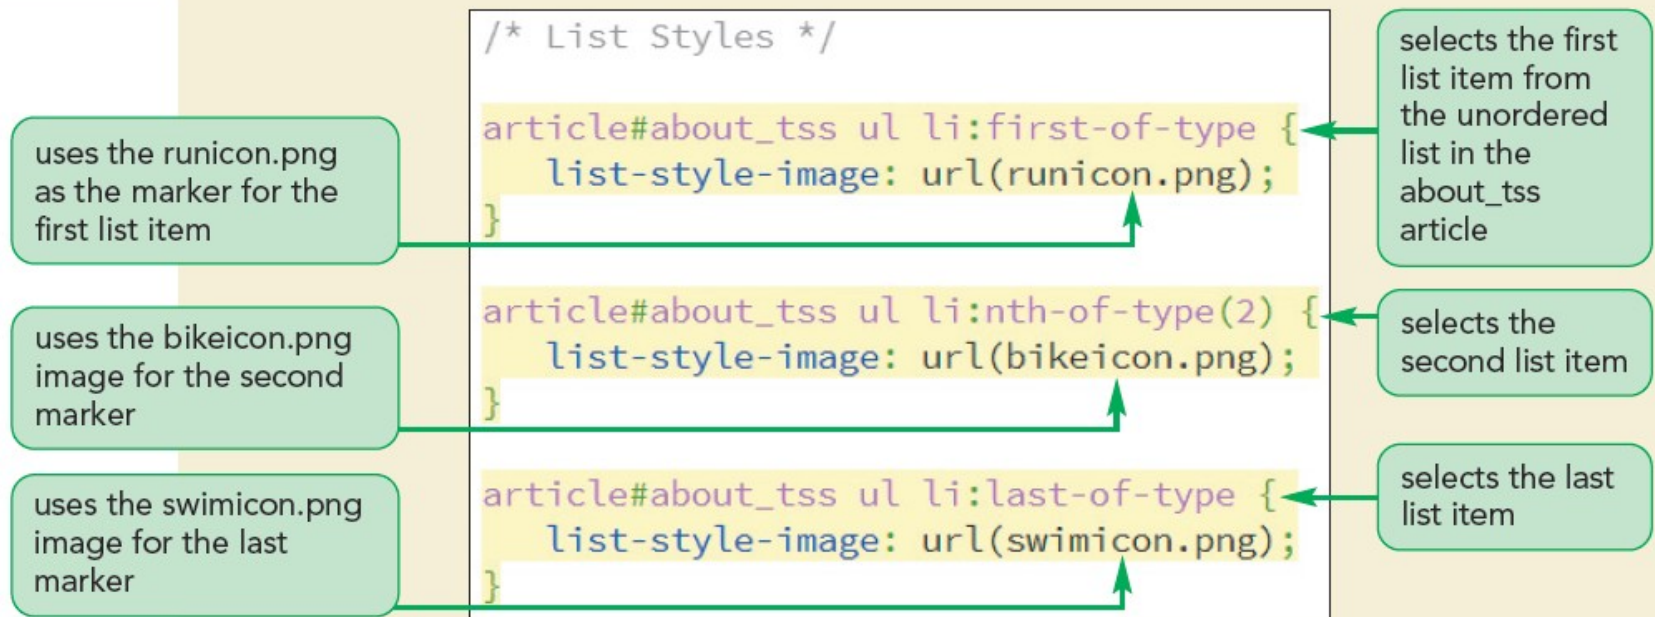 /* List Styles */
article#about_tss ul li:first-of-type {
list-style-image: url(runicon.png);
}
article#about_tss ul li:nth-of-type(2) {
list-style-image: url(bikeicon.png);
}
article#about_tss ul li:last-of-type {
list-style-image: url(swimicon.png);
}
uses the runicon.png
as the marker for the
first list item
uses the bikeicon.png
image for the second
marker
uses the swimicon.png
image for the last
marker
selects the first
list item from
the unordered
list in the
about_tss
article
selects the
second list item
selects the last
list item